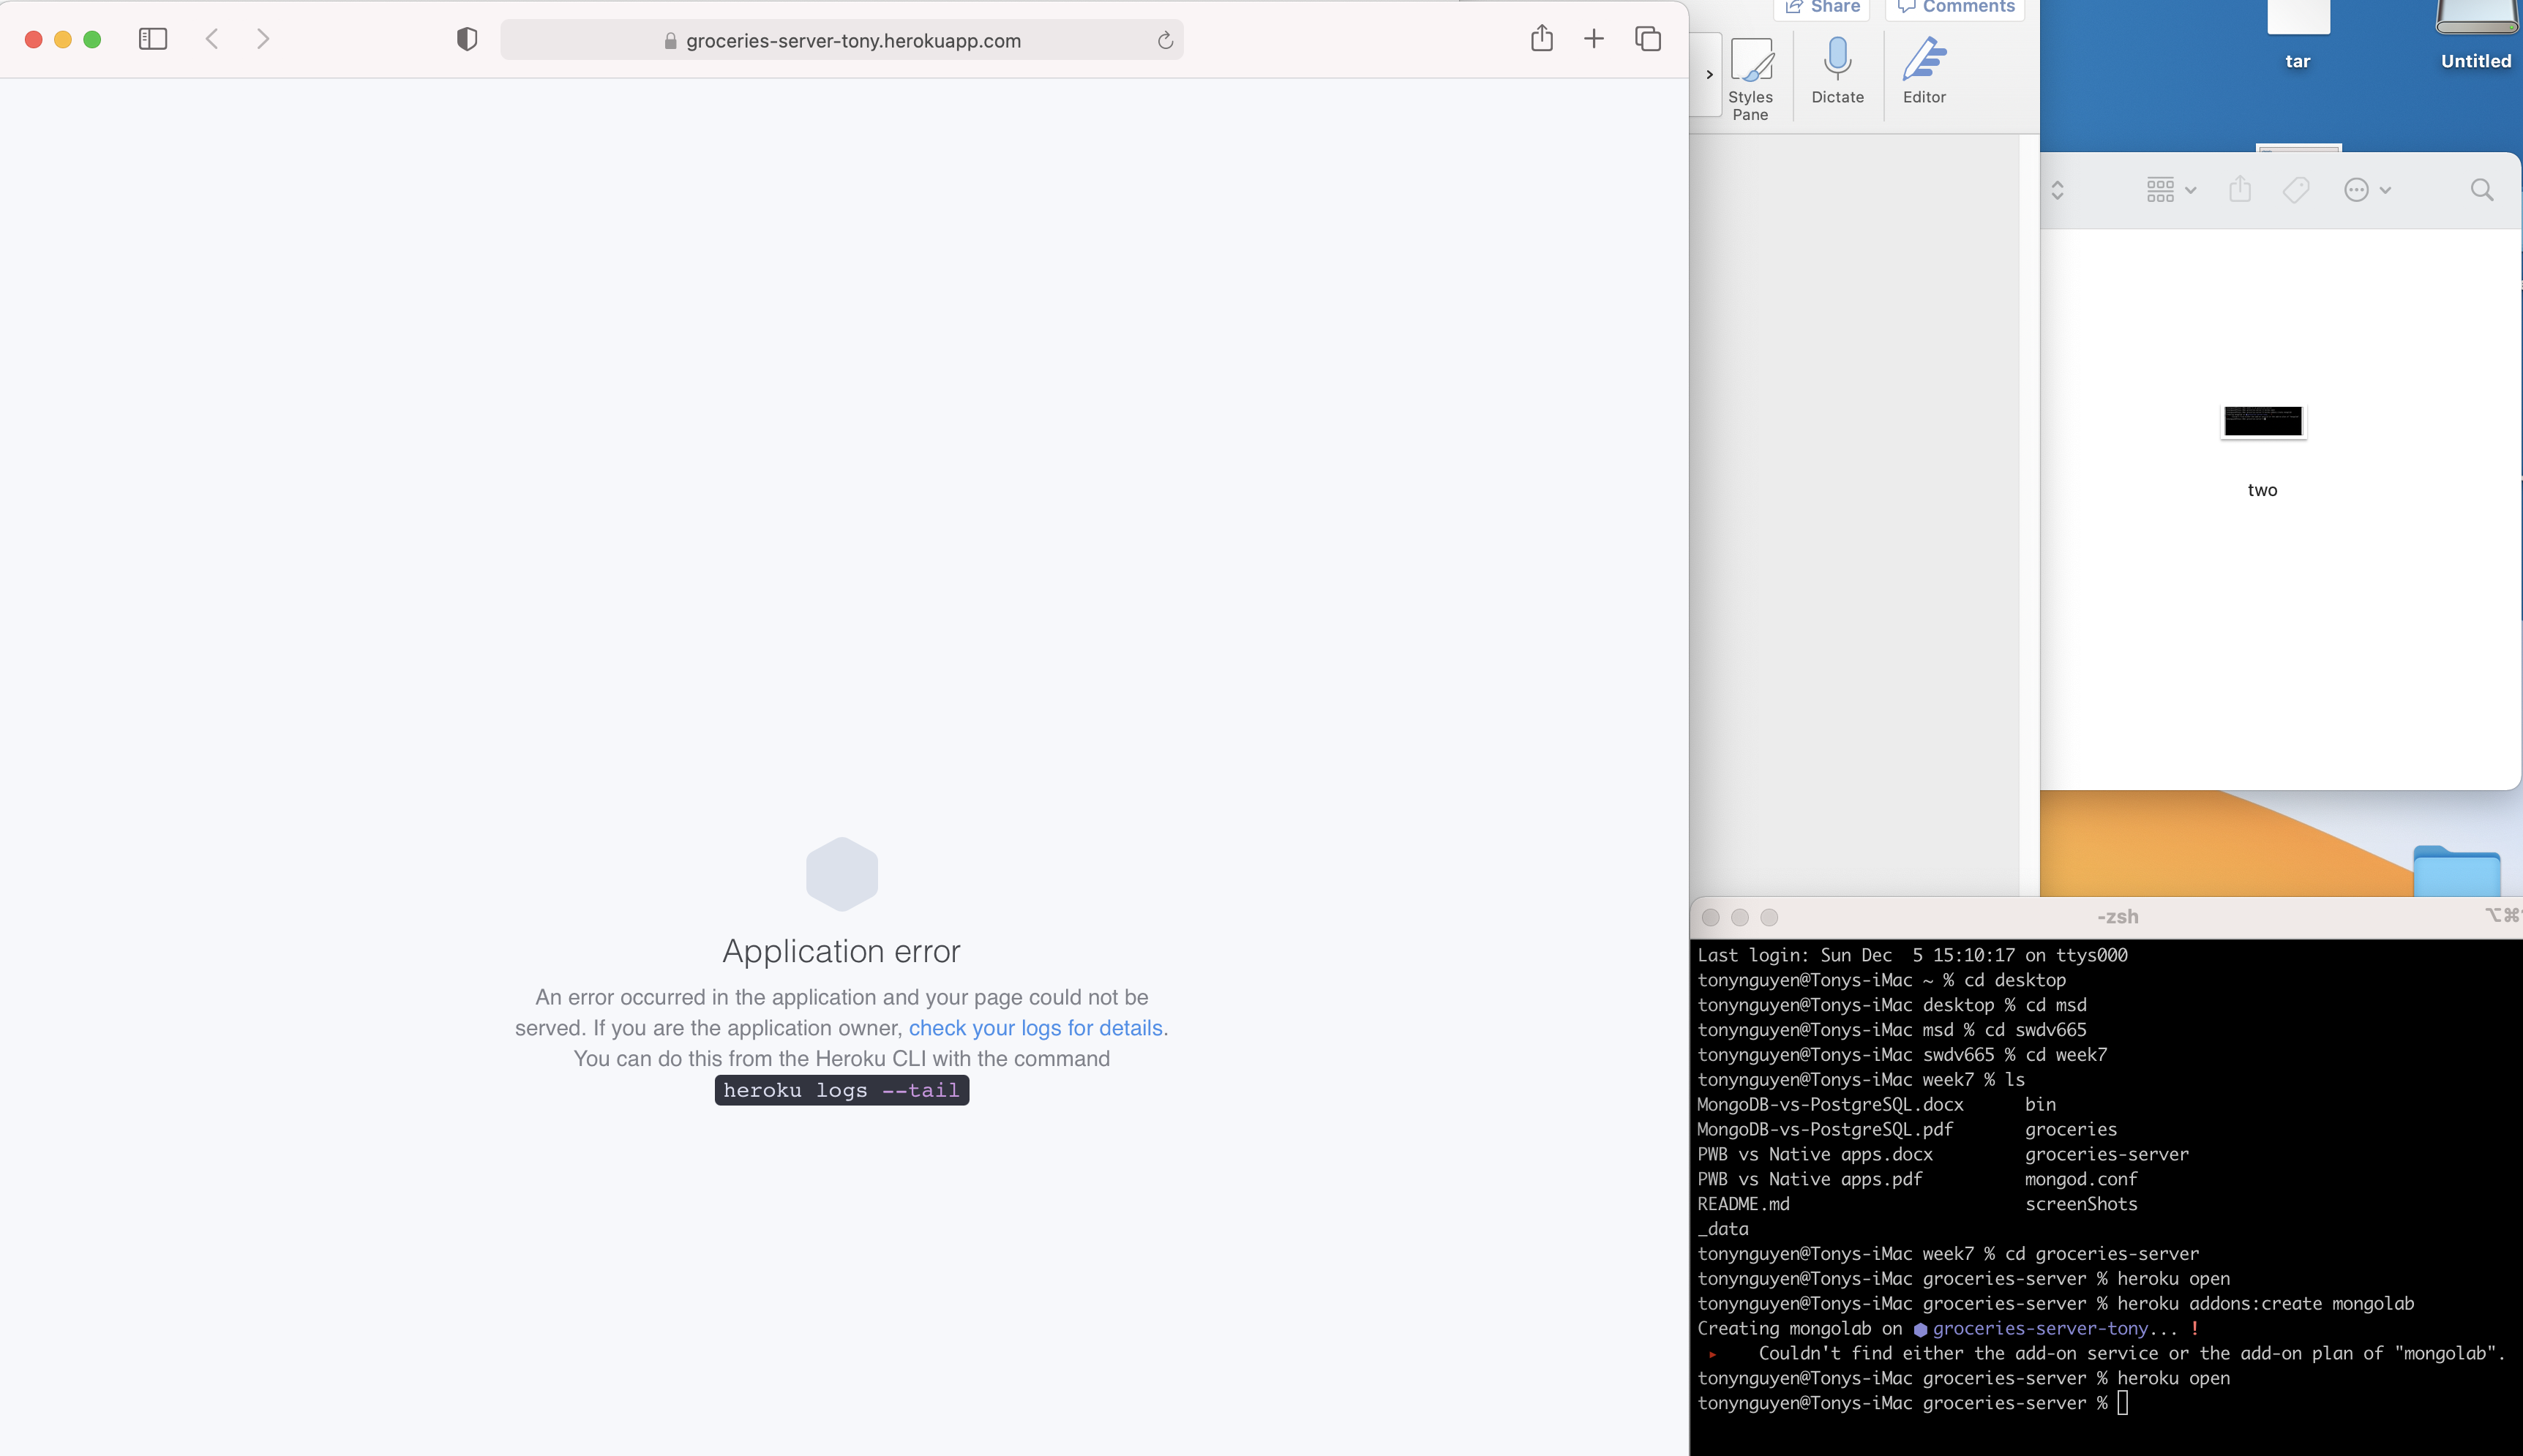 groceries-server-tony.herokuapp.com
Application error
An error occurred in the application and your page could not be
served. If you are the application owner, check your logs for details.
You can do this from the Heroku CLI with the command
heroku logs --tail
Share
Comments
Styles
Pane
Dictate
Editor
tar
Untitled
two
-zsh
Last login: Sun Dec  5 15:10:17 on ttys000
tonynguyen@Tonys-iMac ~ % cd desktop
tonynguyen@Tonys-iMac desktop % cd msd
tonynguyen@Tonys-iMac msd % cd swdv665
tonynguyen@Tonys-iMac swdv665 % cd week7
tonynguyen@Tonys-iMac week7 % ls
MongoDB-vs-PostgreSQL.docx      bin
MongoDB-vs-PostgreSQL.pdf       groceries
PWB vs Native apps.docx         groceries-server
PWB vs Native apps.pdf          mongod.conf
README.md                       screenShots
_data
tonynguyen@Tonys-iMac week7 % cd groceries-server
tonynguyen@Tonys-iMac groceries-server % heroku open
tonynguyen@Tonys-iMac groceries-server % heroku addons:create mongolab
Creating mongolab on ⬢ groceries-server-tony... !
▸    Couldn't find either the add-on service or the add-on plan of "mongolab".
tonynguyen@Tonys-iMac groceries-server % heroku open
tonynguyen@Tonys-iMac groceries-server %